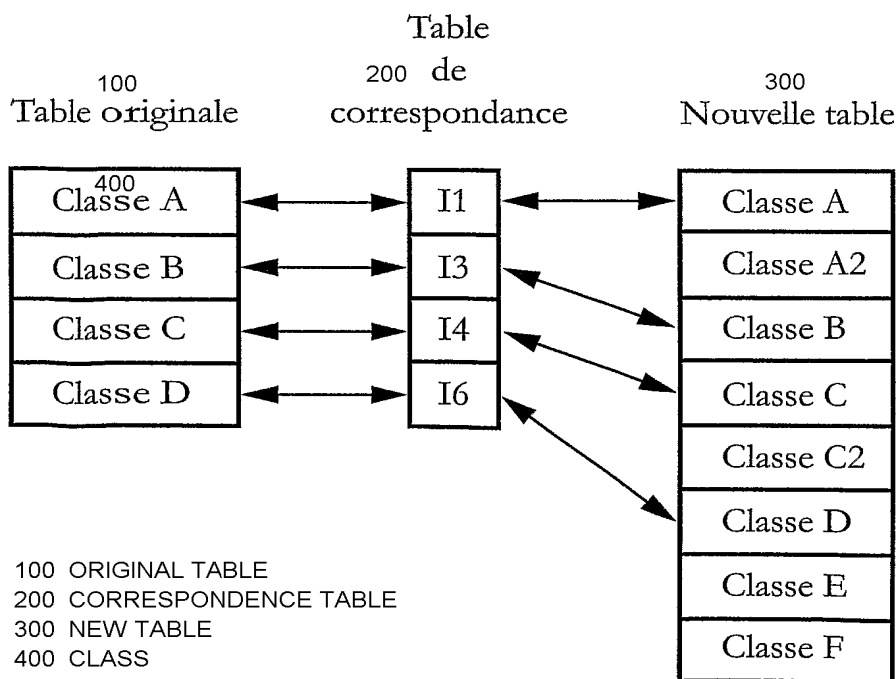 100
Table originale
Table
200 de
correspondance
300
Nouvelle table
400
Classe A
Classe B
Classe C
Classe D
I1
I3
I4
I6
Classe A
Classe A2
Classe B
Classe C
Classe C2
Classe D
Classe E
Classe F
100 ORIGINAL TABLE
200 CORRESPONDENCE TABLE
300 NEW TABLE
400 CLASS